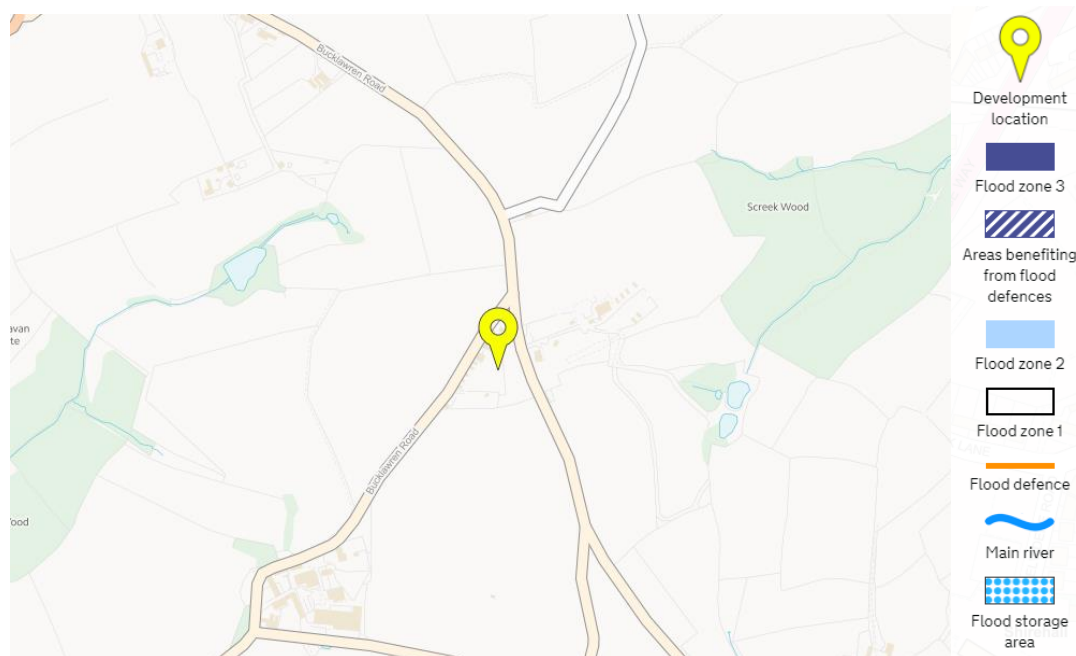 Bucklawren Road
Screek Wood
Bucklawren Road
Development
location
Flood zone 3
Areas benefiting
from flood
defences
Flood zone 2
Flood zone 1
Flood defence
Main river
Flood storage
area